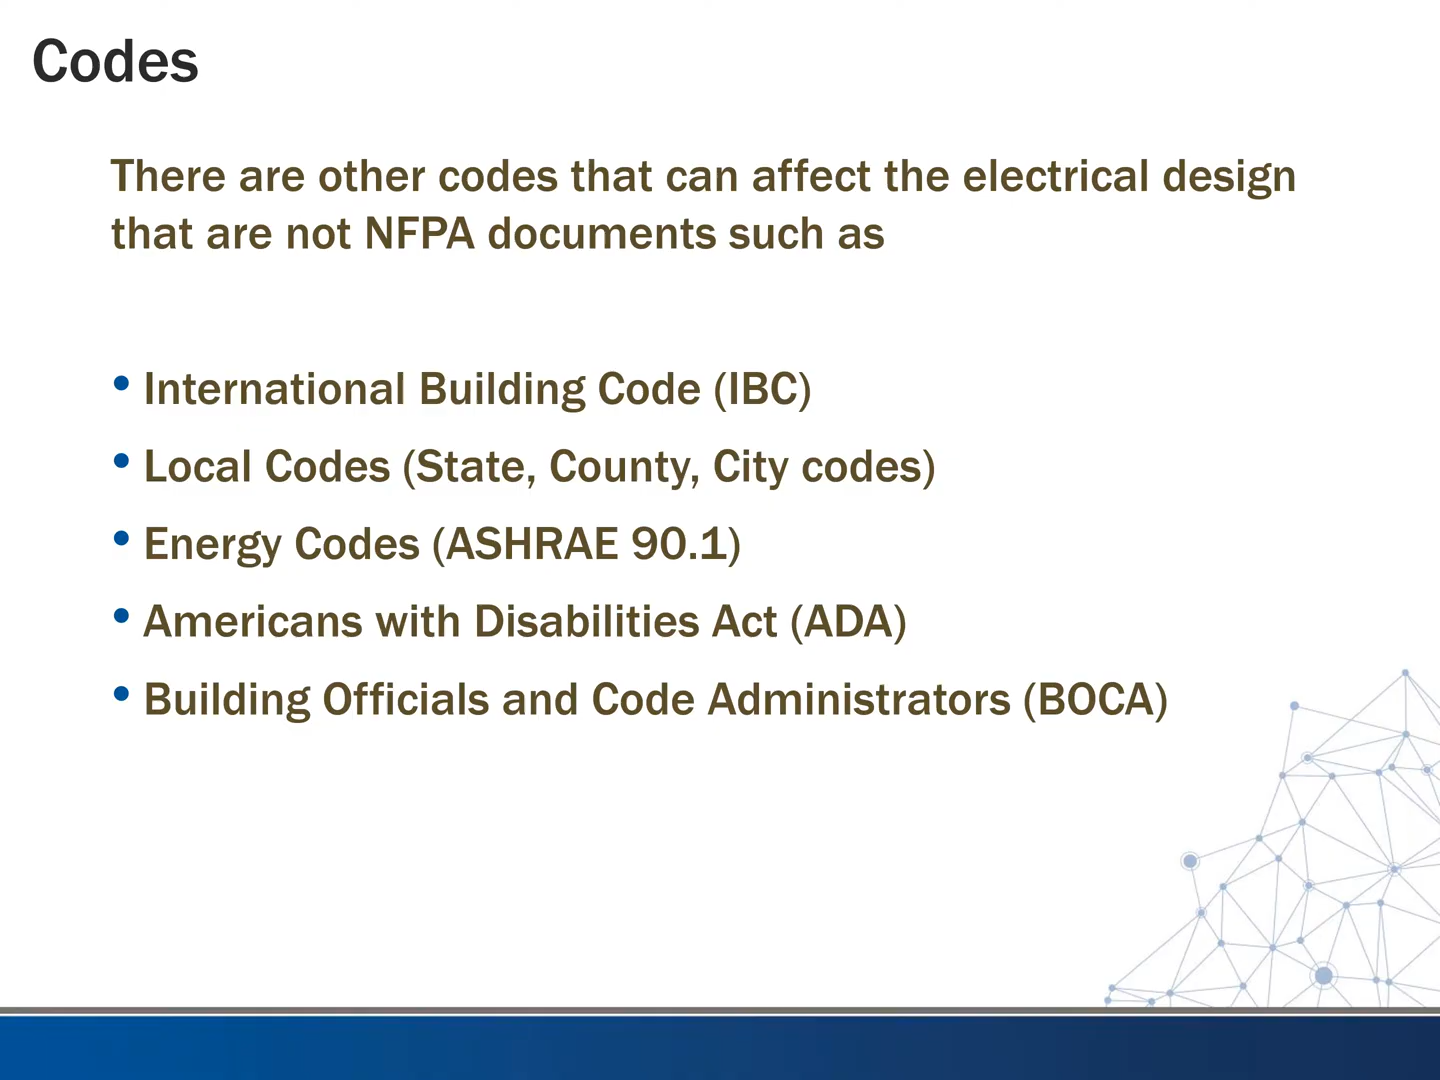 Codes
There are other codes that can affect the electrical design
that are not NFPA documents such as
• International Building Code (IBC)
• Local Codes (State, County, City codes)
• Energy Codes (ASHRAE 90.1)
• Americans with Disabilities Act (ADA)
• Building Officials and Code Administrators (BOCA)